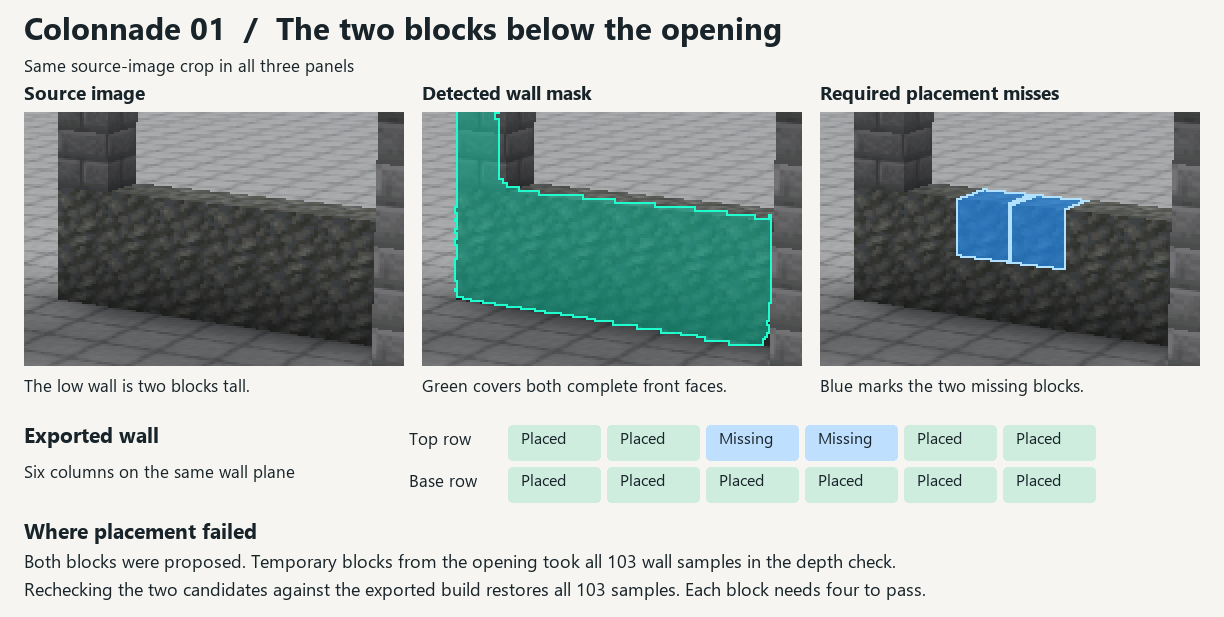 Colonnade 01 / The two blocks below the opening
Same source-image crop in all three panels
Source image
Detected wall mask
Required placement misses
The low wall is two blocks tall.
Green covers both complete front faces.
Blue marks the two missing blocks.
Exported wall
Six columns on the same wall plane
Top row Placed Placed Missing Missing Placed Placed
Base row Placed Placed Placed Placed Placed Placed
Where placement failed
Both blocks were proposed. Temporary blocks from the opening took all 103 wall samples in the depth check.
Rechecking the two candidates against the exported build restores all 103 samples. Each block needs four to pass.